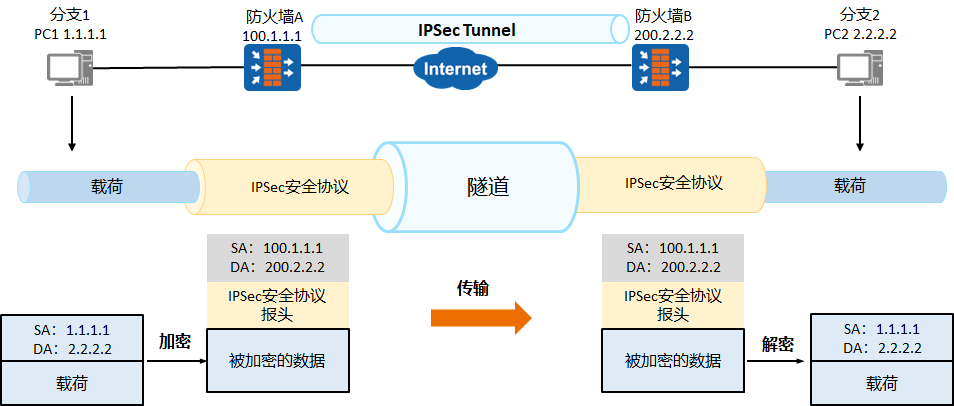 分支1
PC1 1.1.1.1
防火墙A
100.1.1.1
IPSec Tunnel
防火墙B
200.2.2.2
分支2
PC2 2.2.2.2
Internet
载荷
IPSec安全协议
隧道
IPSec安全协议
载荷
SA：100.1.1.1
DA：200.2.2.2
IPSec安全协议
报头
被加密的数据
SA：1.1.1.1
DA：2.2.2.2
载荷
加密
传输
SA：100.1.1.1
DA：200.2.2.2
IPSec安全协议
报头
被加密的数据
解密
SA：1.1.1.1
DA：2.2.2.2
载荷